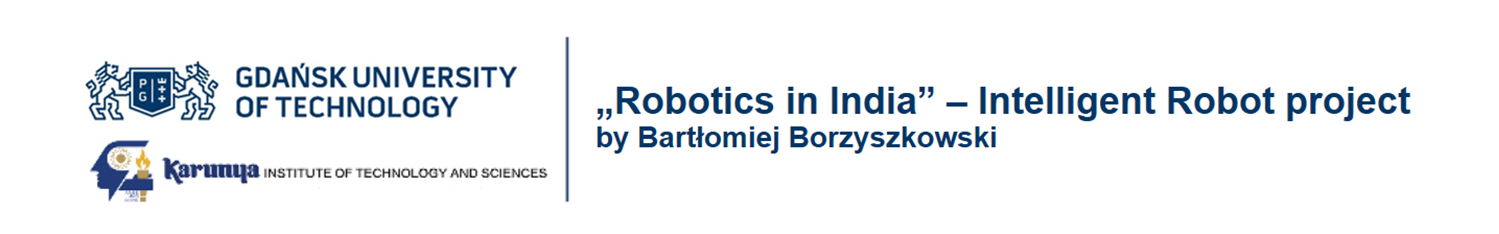 P G
GDAŃSK UNIVERSITY
OF TECHNOLOGY
Karunya INSTITUTE OF TECHNOLOGY AND SCIENCES
„Robotics in India” – Intelligent Robot project
by Bartłomiej Borzyszkowski